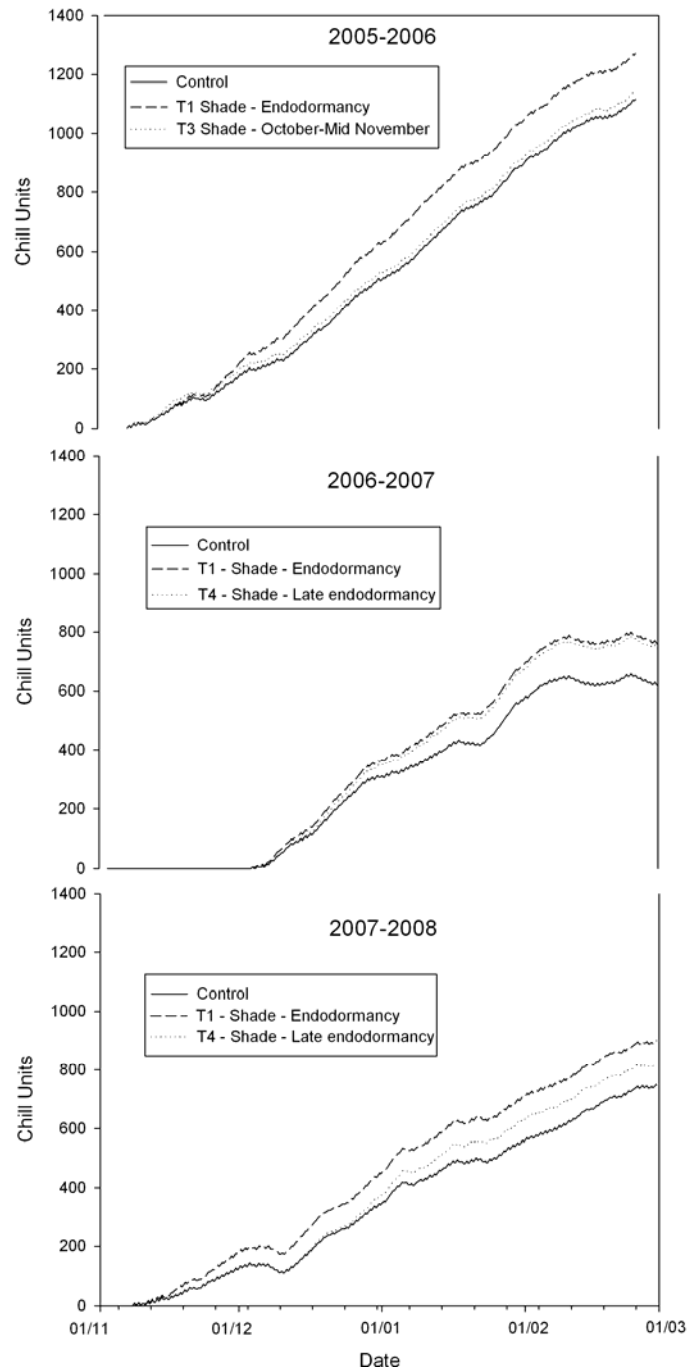 2005-2006
Control
T1 Shade - Endodormancy
T3 Shade - October-Mid November
Chill Units
1400
1200
1000
800
600
400
200
0
2006-2007
Control
T1 - Shade - Endodormancy
T4 - Shade - Late endodormancy
Chill Units
1400
1200
1000
800
600
400
200
0
2007-2008
Control
T1 - Shade - Endodormancy
T4 - Shade - Late endodormancy
Chill Units
1400
1200
1000
800
600
400
200
0
01/11 01/12 01/01 01/02 01/03
Date